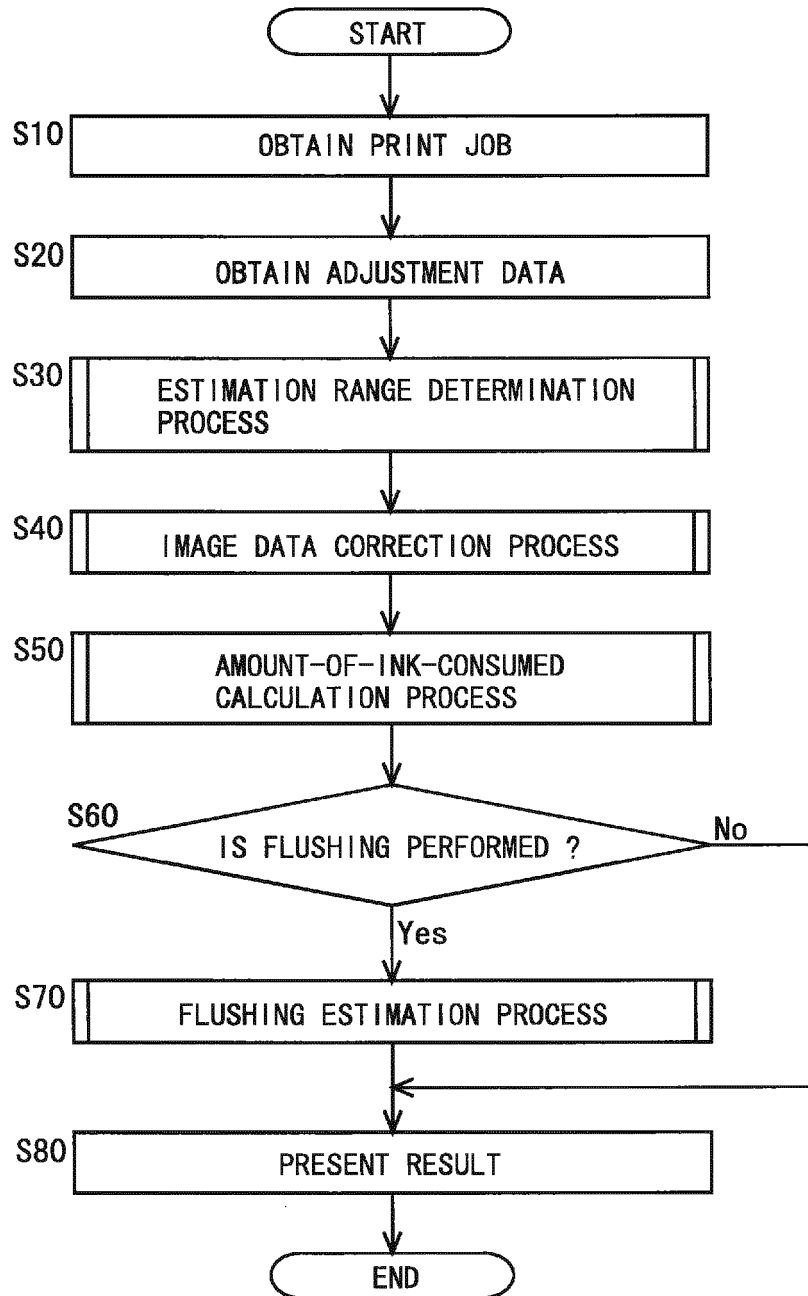 START
S10
OBTAIN PRINT JOB
S20
OBTAIN ADJUSTMENT DATA
S30
ESTIMATION RANGE DETERMINATION
PROCESS
S40
IMAGE DATA CORRECTION PROCESS
S50
AMOUNT-OF-INK-CONSUMED
CALCULATION PROCESS
S60
IS FLUSHING PERFORMED ?
No
Yes
S70
FLUSHING ESTIMATION PROCESS
S80
PRESENT RESULT
END